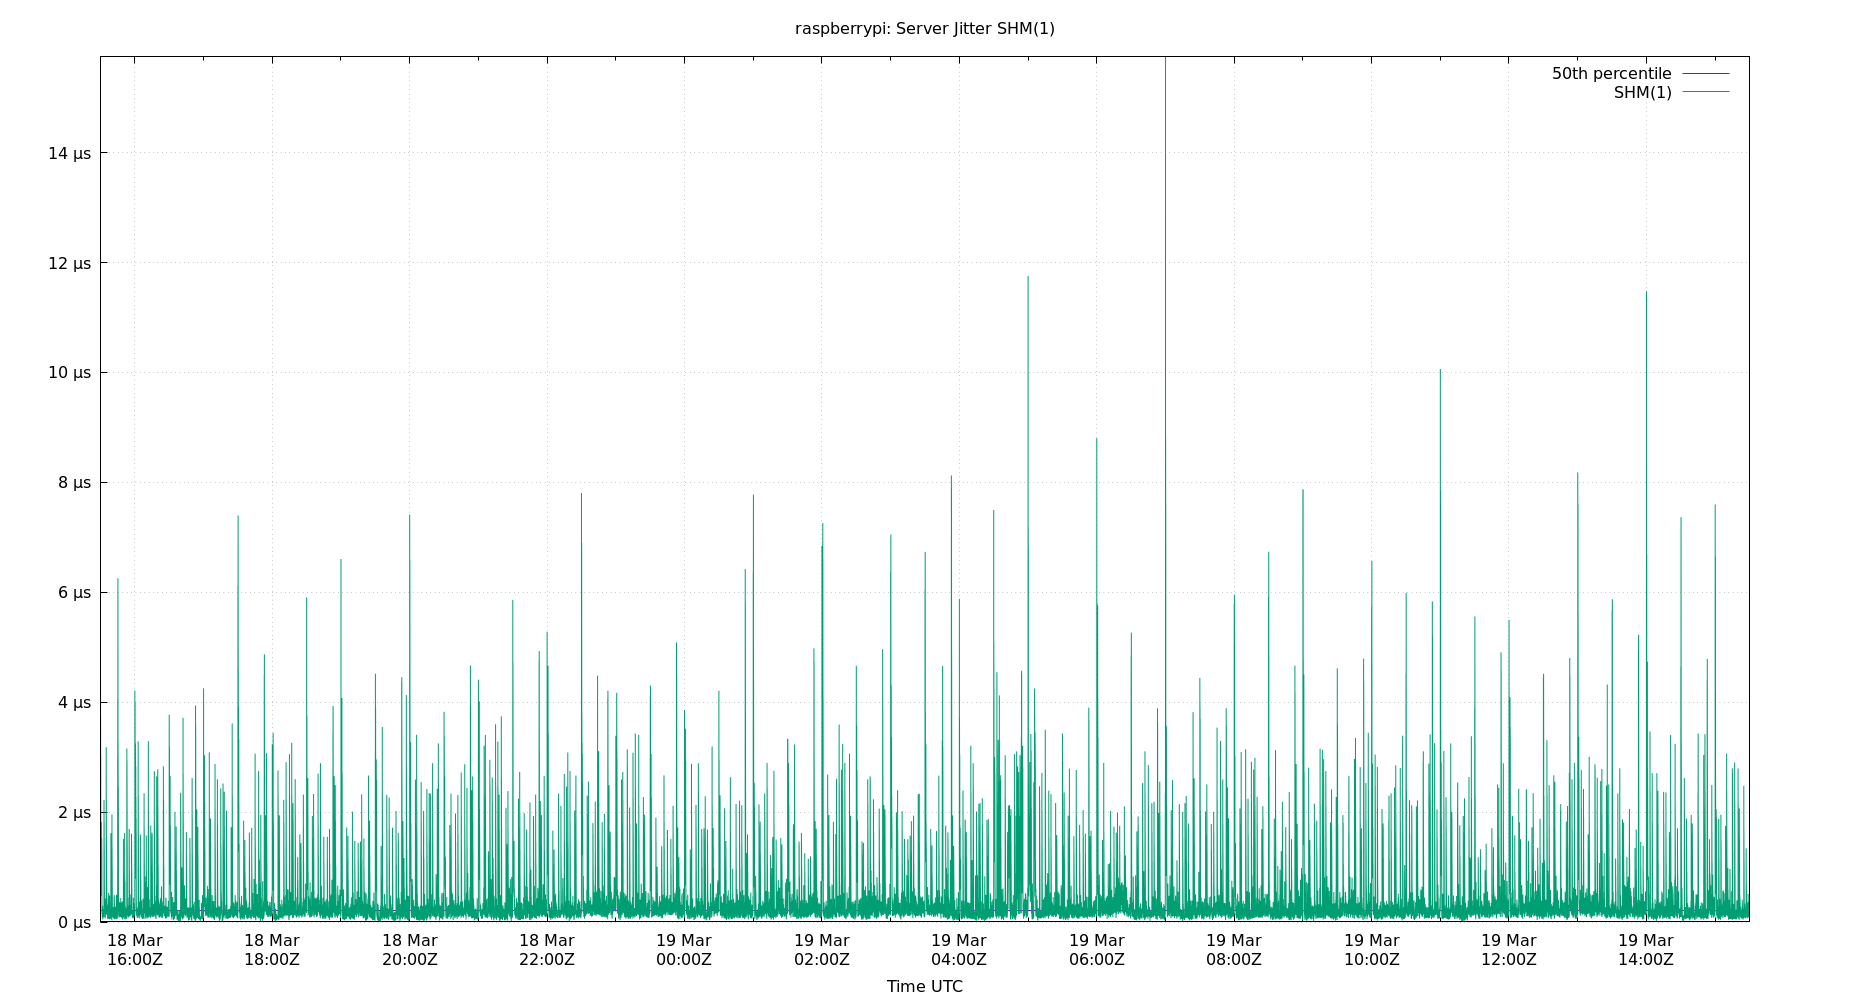 raspberrypi: Server Jitter SHM(1)
50th percentile
SHM(1)
14 µs
12 µs
10 µs
8 µs
6 µs
4 µs
2 µs
0 µs
18 Mar 18 Mar 18 Mar 18 Mar 19 Mar 19 Mar 19 Mar 19 Mar 19 Mar 19 Mar 19 Mar 19 Mar
16:00Z 18:00Z 20:00Z 22:00Z 00:00Z 02:00Z 04:00Z 06:00Z 08:00Z 10:00Z 12:00Z 14:00Z
Time UTC